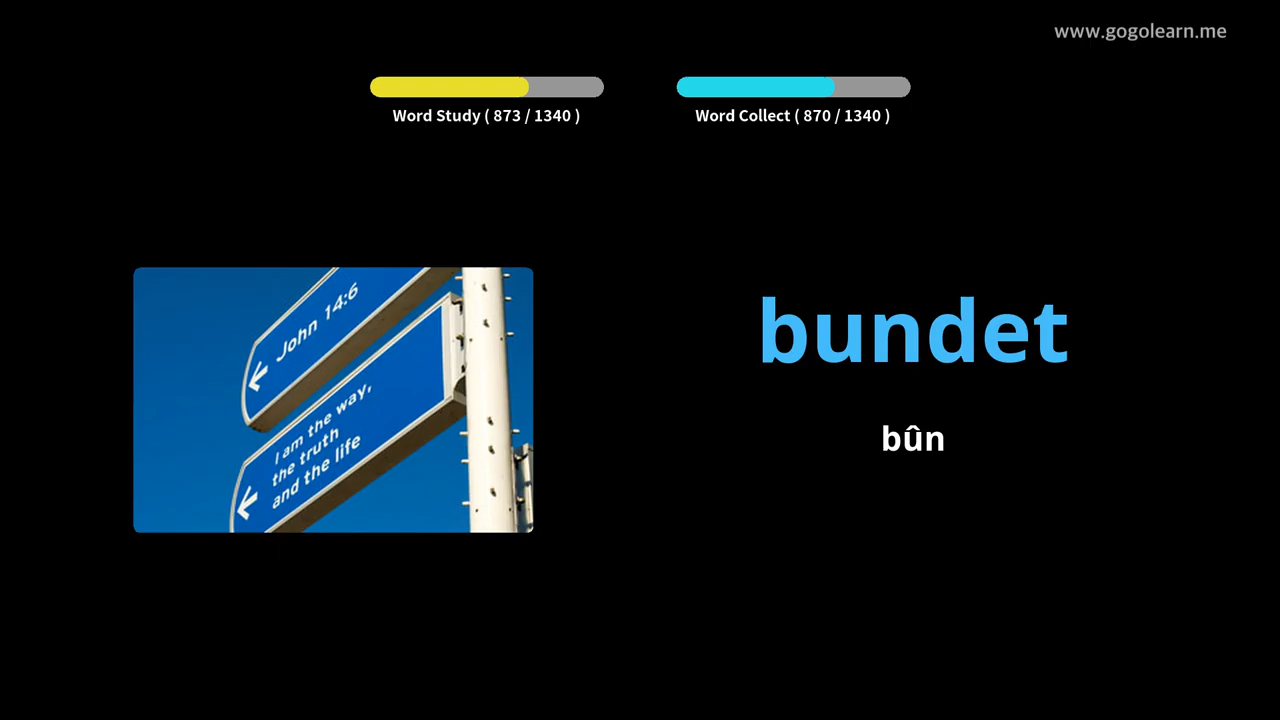 www.gogolearn.me
Word Study ( 873 / 1340 )
Word Collect ( 870 / 1340 )
John 14:6
I am the way,
the truth
and the life
bundet
bûn